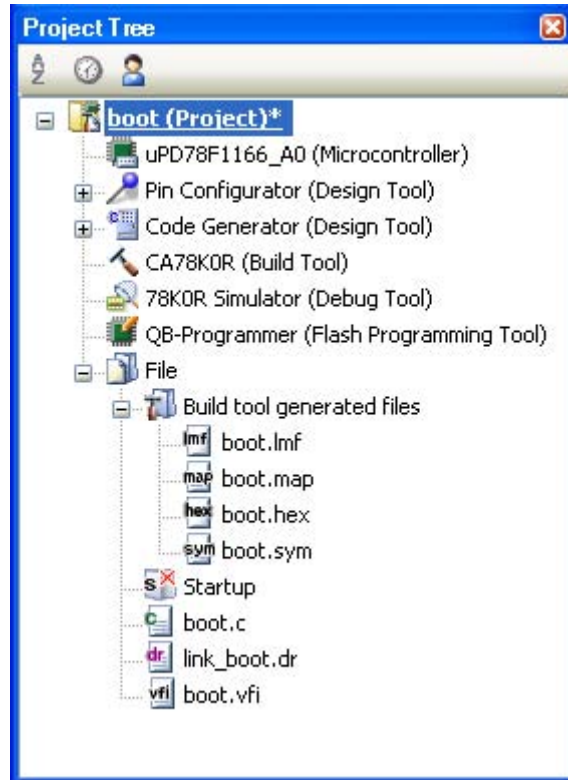 Project Tree
boot (Project)*
uPD78F1166_A0 (Microcontroller)
Pin Configurator (Design Tool)
Code Generator (Design Tool)
CA78K0R (Build Tool)
78K0R Simulator (Debug Tool)
QB-Programmer (Flash Programming Tool)
File
Build tool generated files
lmf boot.lmf
map boot.map
hex boot.hex
sym boot.sym
S Startup
C boot.c
dr link_boot.dr
vfi boot.vfi